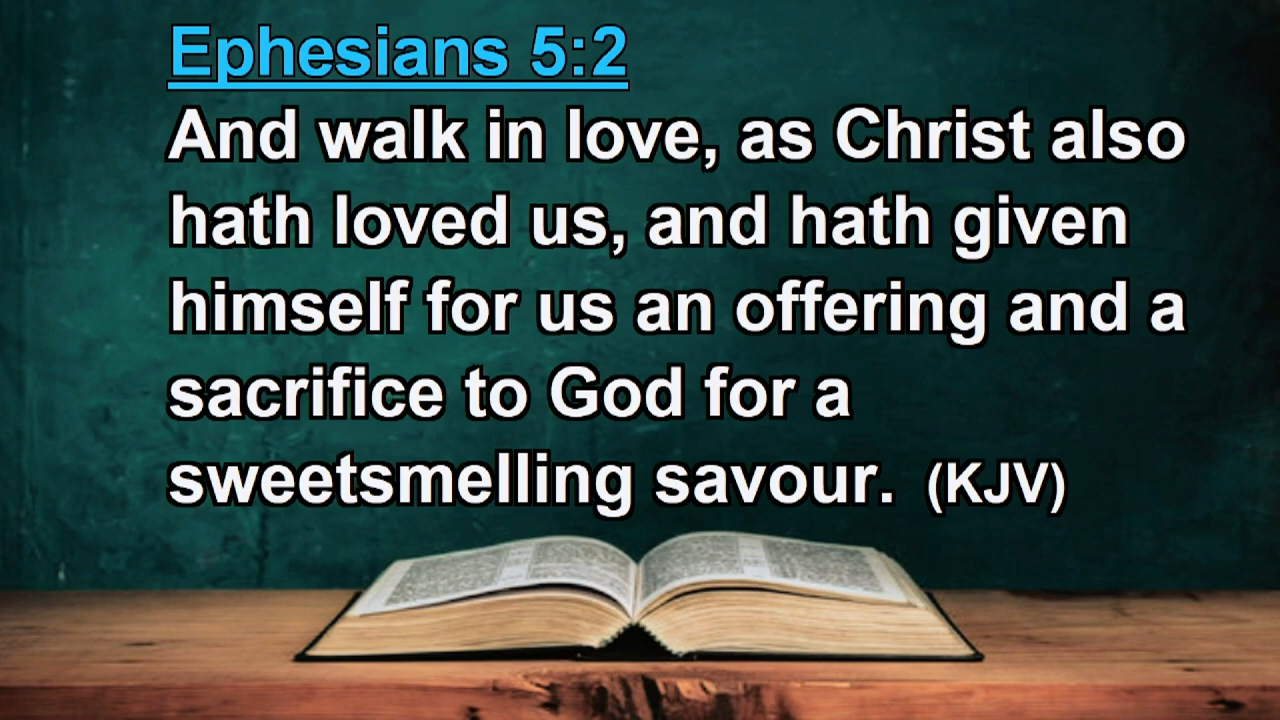 Ephesians 5:2
And walk in love, as Christ also
hath loved us, and hath given
himself for us an offering and a
sacrifice to God for a
sweetsmelling savour. (KJV)